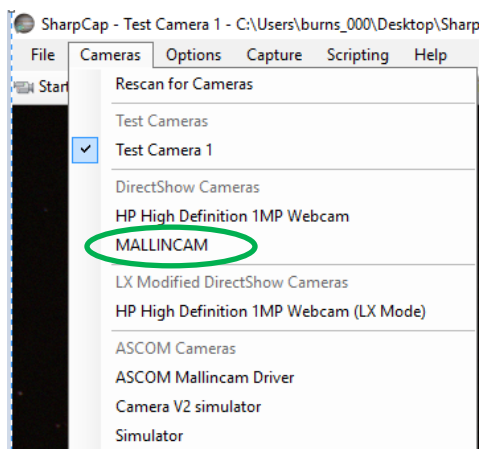 SharpCap - Test Camera 1 - C:\Users\burns_000\Desktop\Sharp
File Cameras Options Capture Scripting Help
Start
Rescan for Cameras
Test Cameras
Test Camera 1
DirectShow Cameras
HP High Definition 1MP Webcam
MALLINCAM
LX Modified DirectShow Cameras
HP High Definition 1MP Webcam (LX Mode)
ASCOM Cameras
ASCOM Mallincam Driver
Camera V2 simulator
Simulator